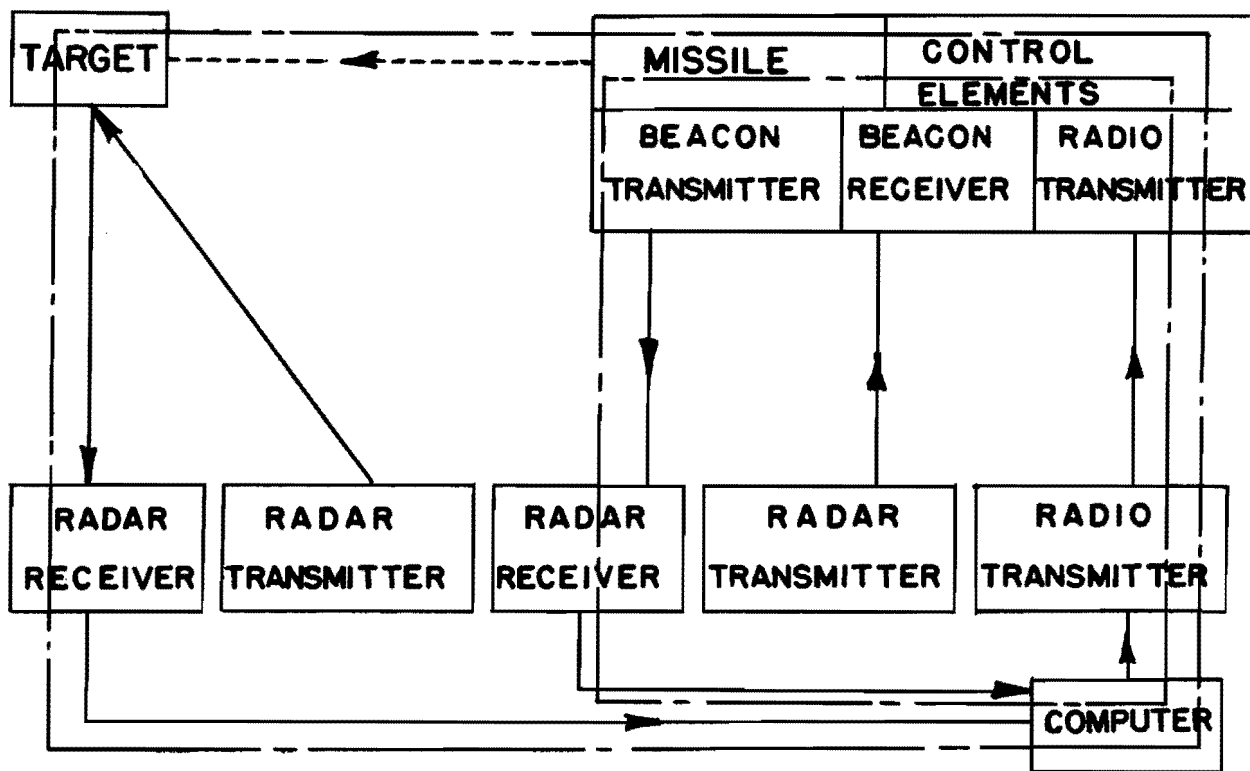 TARGET
MISSILE
CONTROL
ELEMENTS
BEACON
TRANSMITTER
BEACON
RECEIVER
RADIO
TRANSMITTER
RADAR
RECEIVER
RADAR
TRANSMITTER
RADAR
RECEIVER
RADAR
TRANSMITTER
RADIO
TRANSMITTER
COMPUTER